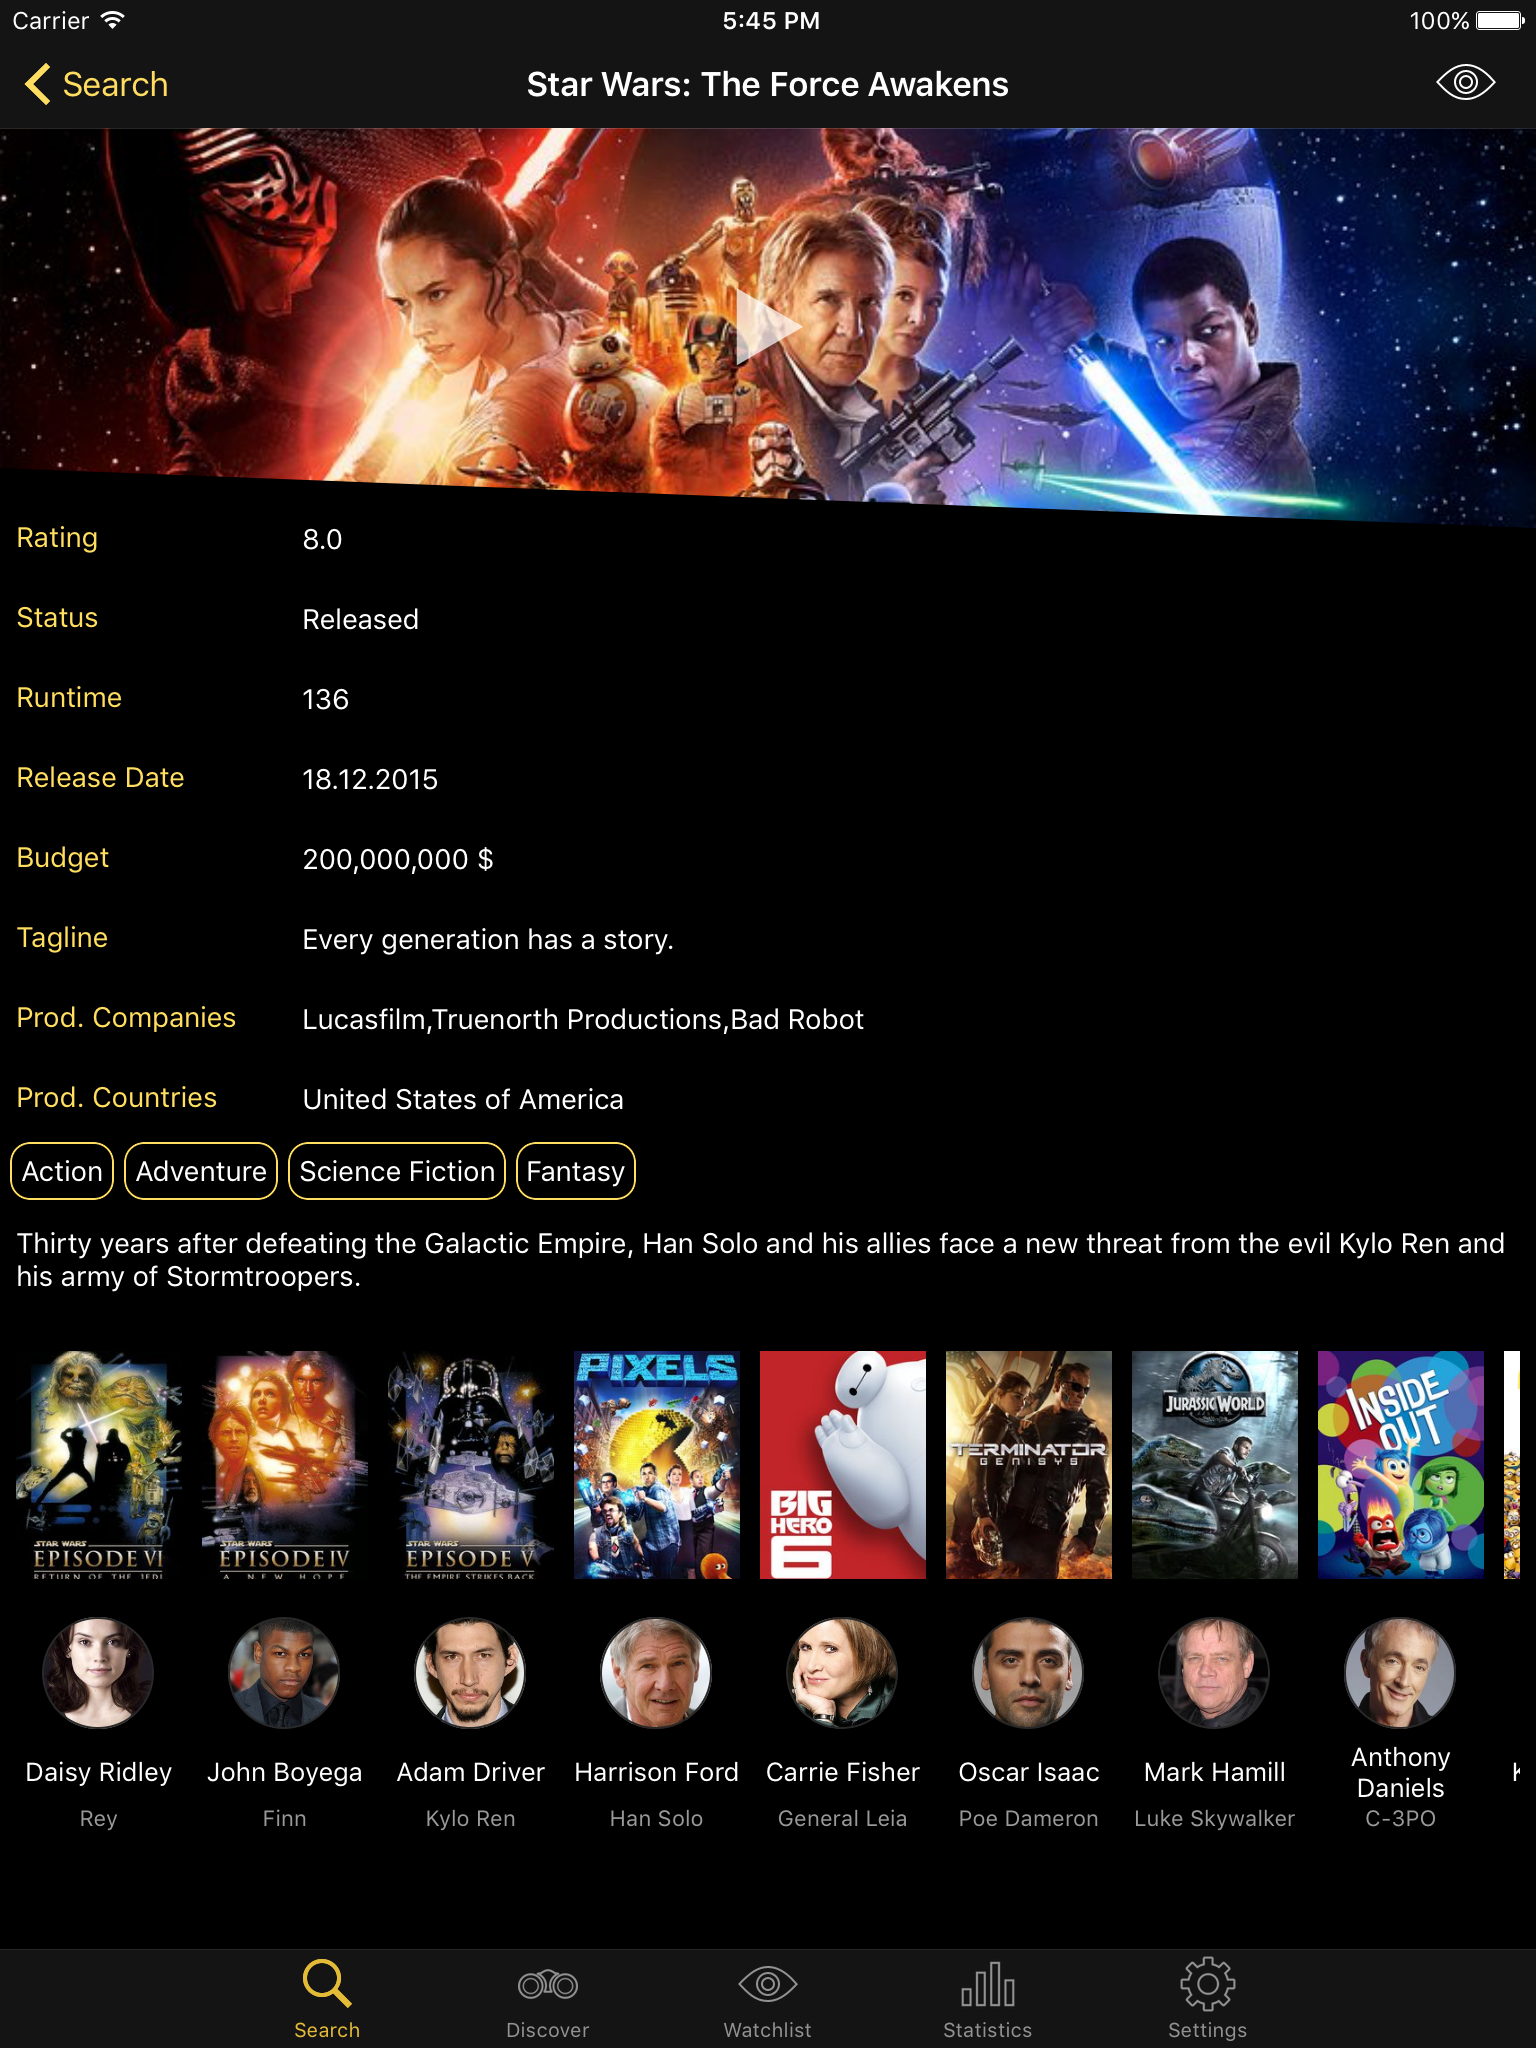 Carrier
5:45 PM
100%
Search
Star Wars: The Force Awakens
Rating
8.0
Status
Released
Runtime
136
Release Date
18.12.2015
Budget
200,000,000 $
Tagline
Every generation has a story.
Prod. Companies
Lucasfilm,Truenorth Productions,Bad Robot
Prod. Countries
United States of America
Action
Adventure
Science Fiction
Fantasy
Thirty years after defeating the Galactic Empire, Han Solo and his allies face a new threat from the evil Kylo Ren and
his army of Stormtroopers.
STAR WARS
EPISODE VI
RETURN OF THE JEDI
STAR WARS
EPISODE IV
A NEW HOPE
STAR WARS
EPISODE V
THE EMPIRE STRIKES BACK
PIXELS
BIG
HERO
6
TERMINATOR
GENISYS
JURASSIC WORLD
INSIDE
OUT
Daisy Ridley
Rey
John Boyega
Finn
Adam Driver
Kylo Ren
Harrison Ford
Han Solo
Carrie Fisher
General Leia
Oscar Isaac
Poe Dameron
Mark Hamill
Luke Skywalker
Anthony
Daniels
C-3PO
Search
Discover
Watchlist
Statistics
Settings